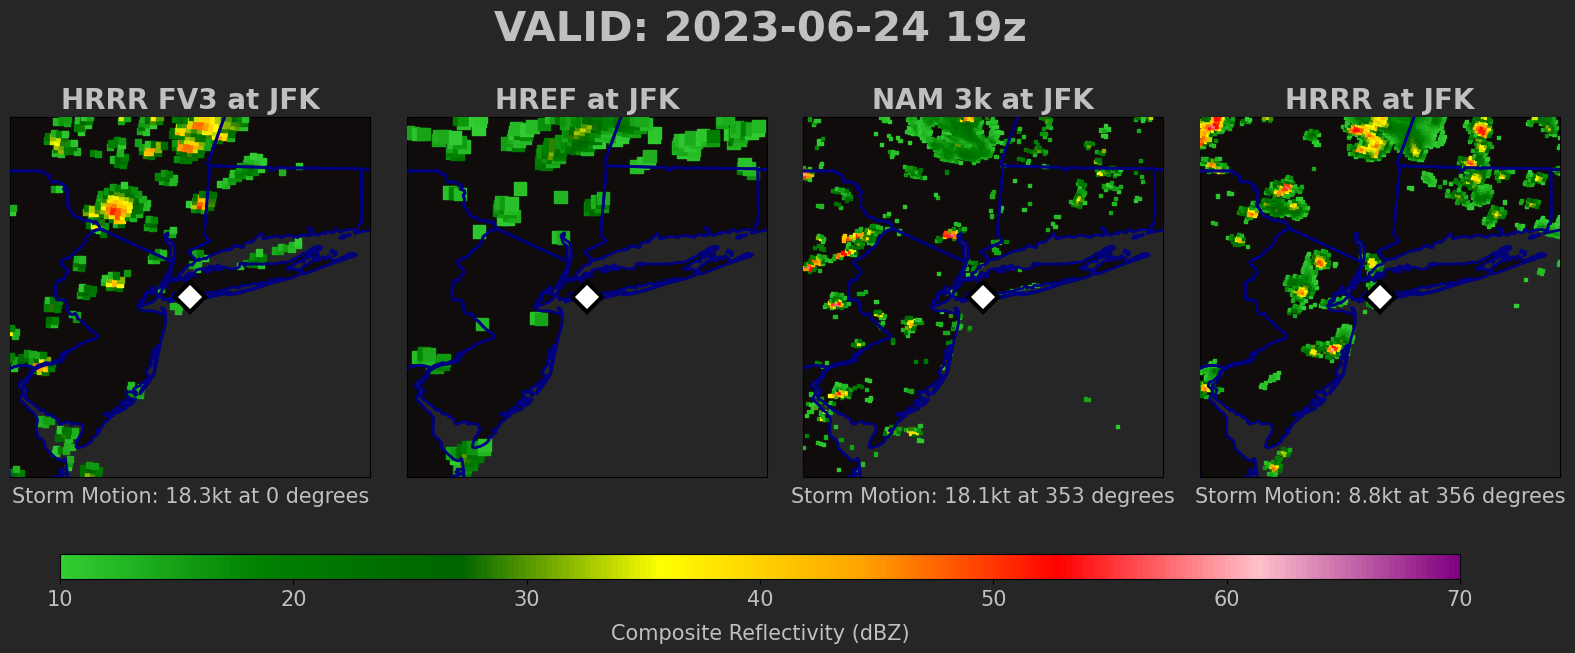 VALID: 2023-06-24 19z
HRRR FV3 at JFK
HREF at JFK
NAM 3k at JFK
HRRR at JFK
Storm Motion: 18.3kt at 0 degrees
Storm Motion: 18.1kt at 353 degrees
Storm Motion: 8.8kt at 356 degrees
10 20 30 40 50 60 70
Composite Reflectivity (dBZ)